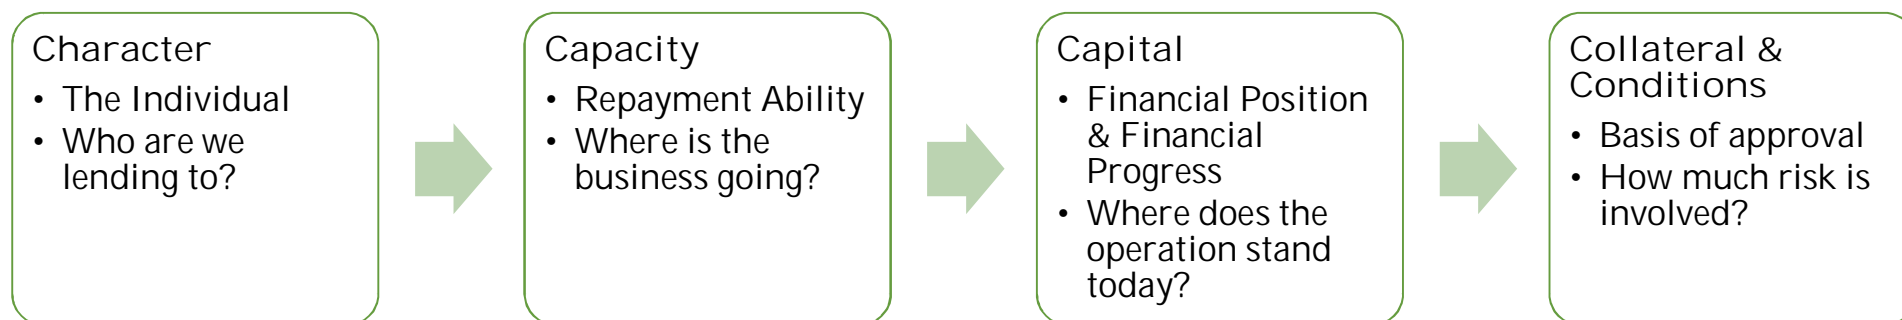 Character
• The Individual
• Who are we
lending to?
Capacity
• Repayment Ability
• Where is the
business going?
Capital
• Financial Position
& Financial
Progress
• Where does the
operation stand
today?
Collateral &
Conditions
• Basis of approval
• How much risk is
involved?